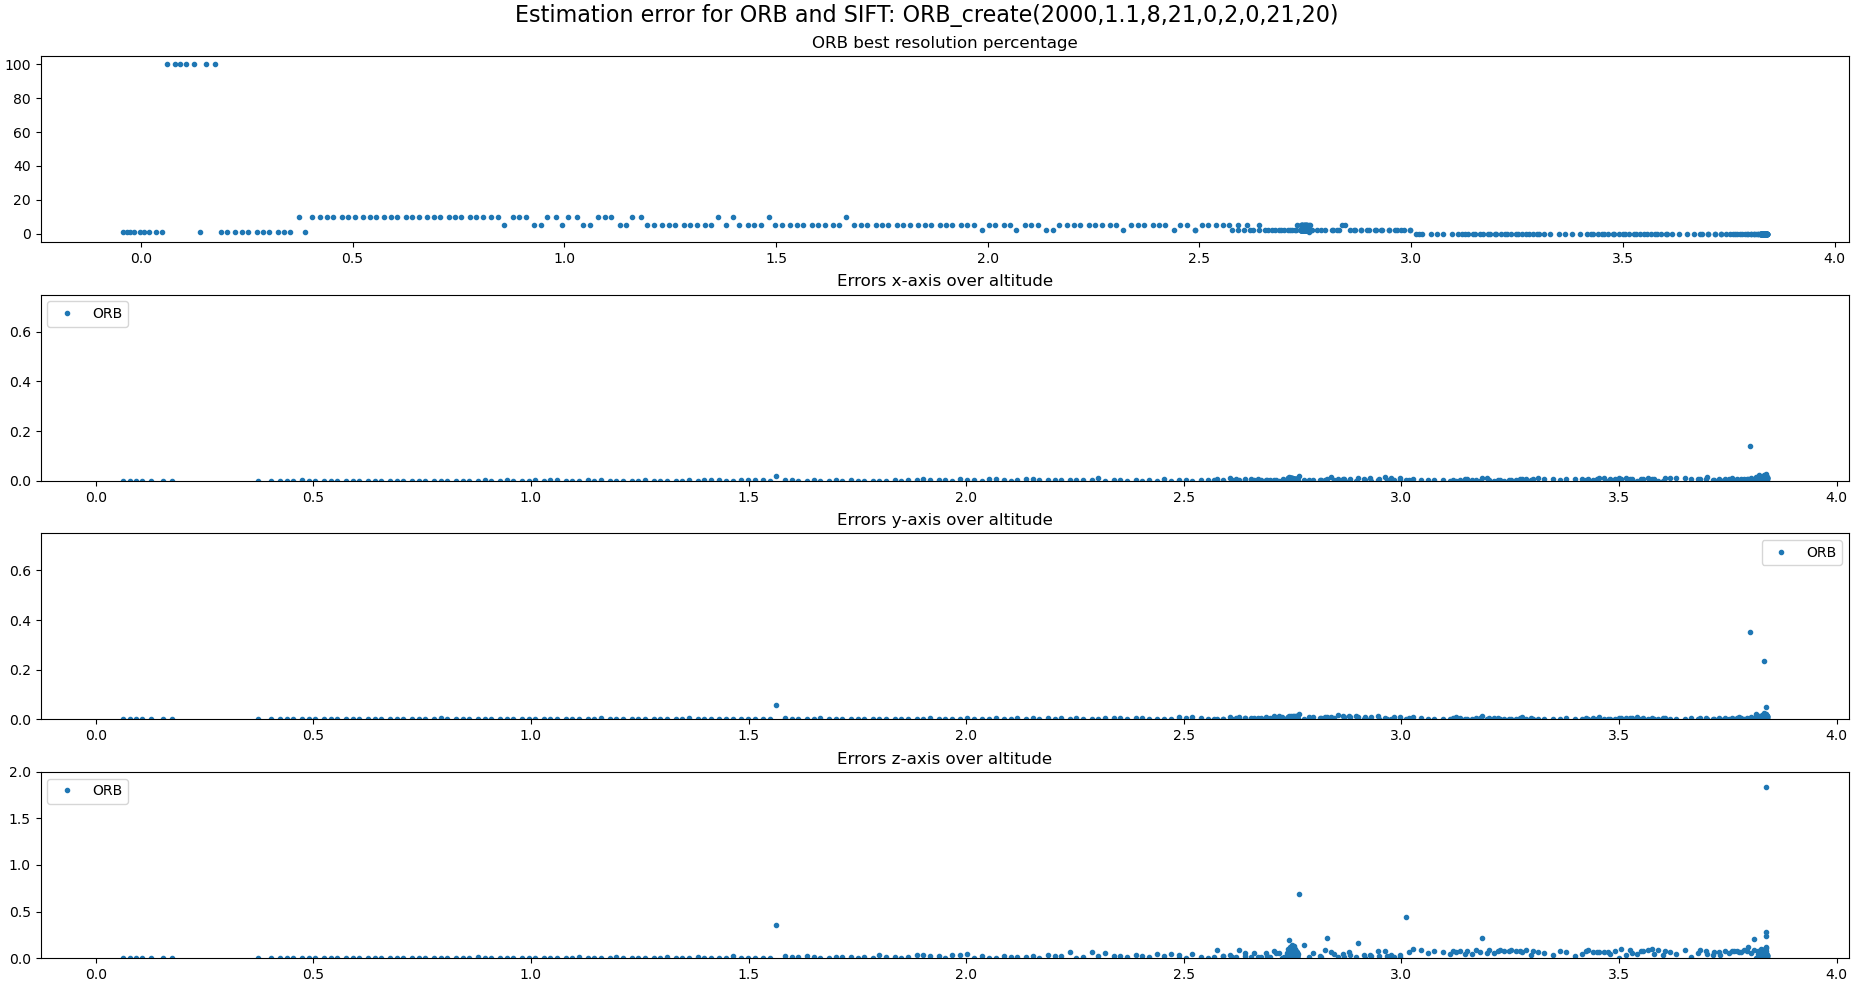 Estimation error for ORB and SIFT: ORB_create(2000,1.1,8,21,0,2,0,21,20)
ORB best resolution percentage
100
80
60
40
20
0
0.0 0.5 1.0 1.5 2.0 2.5 3.0 3.5 4.0
Errors x-axis over altitude
ORB
0.6
0.4
0.2
0.0
0.0 0.5 1.0 1.5 2.0 2.5 3.0 3.5 4.0
Errors y-axis over altitude
ORB
0.6
0.4
0.2
0.0
0.0 0.5 1.0 1.5 2.0 2.5 3.0 3.5 4.0
Errors z-axis over altitude
2.0
ORB
1.5
1.0
0.5
0.0
0.0 0.5 1.0 1.5 2.0 2.5 3.0 3.5 4.0